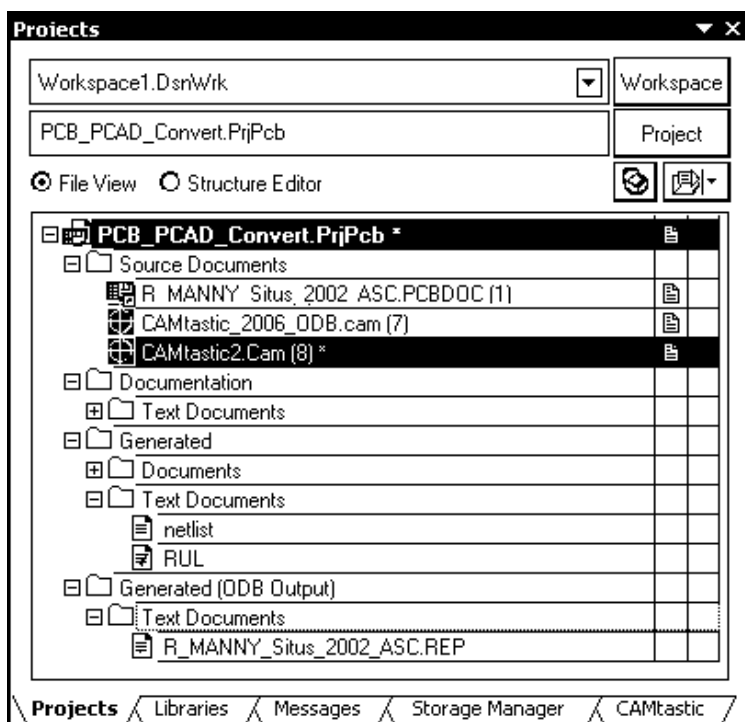 Projects
Workspace1.DsnWrk Workspace
PCB_PCAD_Convert.PrjPcb Project
File View Structure Editor
PCB_PCAD_Convert.PrjPcb *
Source Documents
R_MANNY_Situs_2002_ASC.PCBDOC (1)
CAMtastic_2006_ODB.cam (7)
CAMtastic2.Cam (8) *
Documentation
Text Documents
Generated
Documents
Text Documents
netlist
RUL
Generated (ODB Output)
Text Documents
R_MANNY_Situs_2002_ASC.REP
Projects Libraries Messages Storage Manager CAMtastic